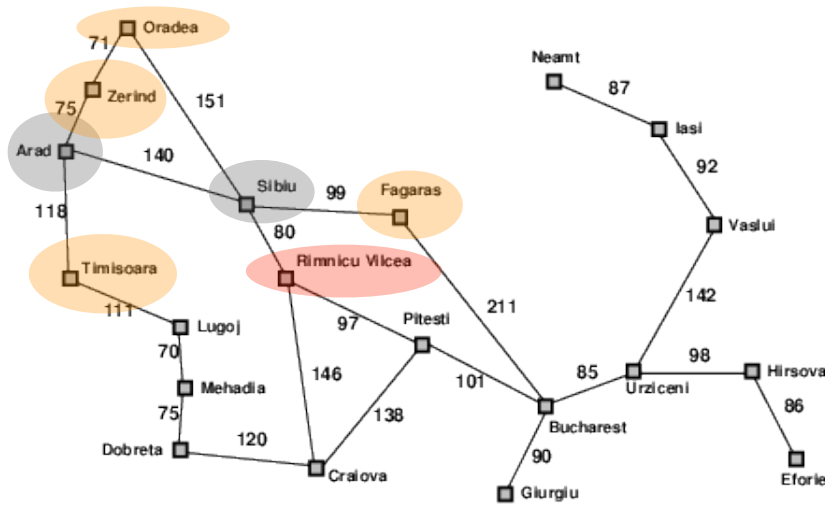 Oradea
71
Neamt
87
Zerind
75
151
Iasi
Arad
140
92
Sibiu
99
Fagaras
118
80
Vaslui
Timisoara
Rimnicu Vilcea
142
111
Lugoj
97
Pitesti
211
70
98
Hirsova
146
101
85
Urziceni
Mehadia
86
75
138
Bucharest
Dobreta
120
90
Craiova
Eforie
Giurgiu